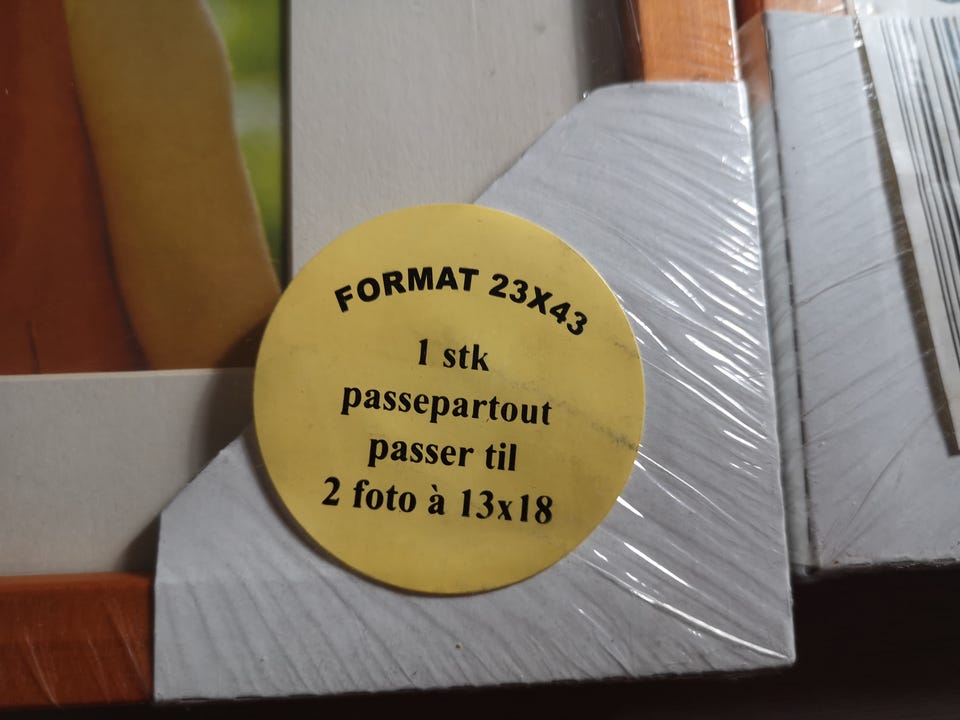 FORMAT 23X43
1 stk
passepartout
passer til
2 foto à 13x18